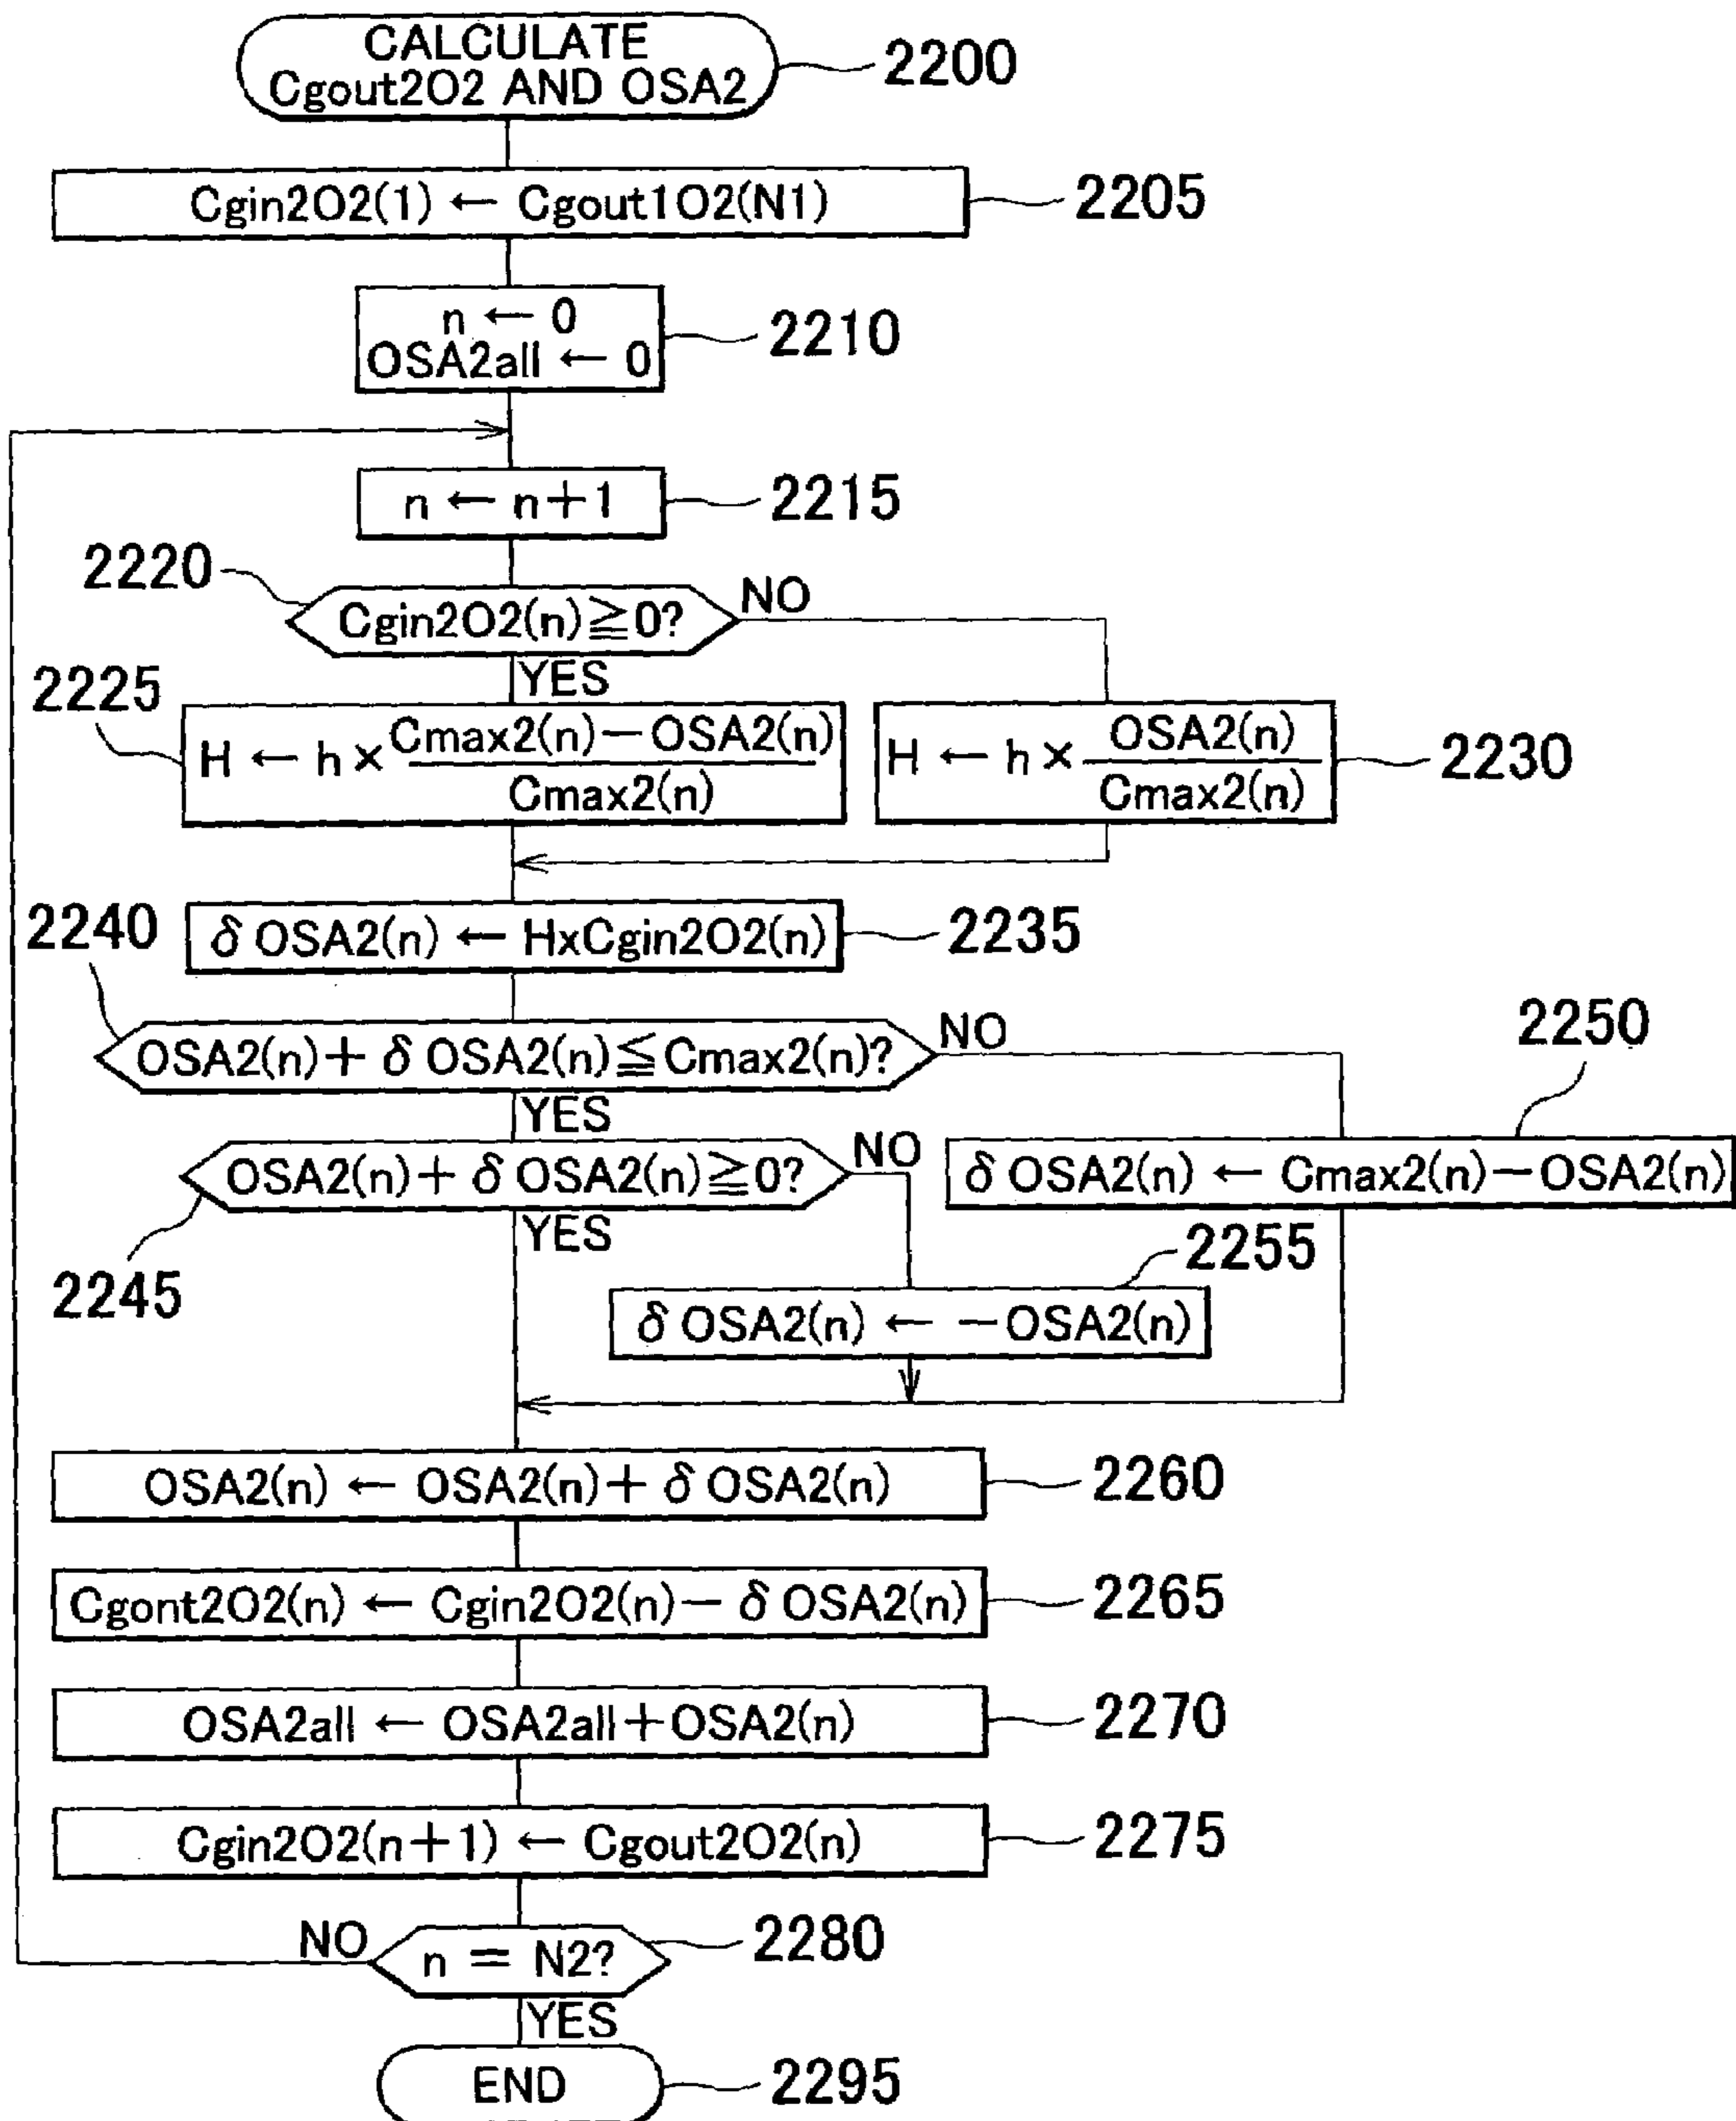 CALCULATE
Cgout2O2 AND OSA2
2200
Cgin2O2(1) ← Cgout1O2(N1)
2205
n ← 0
OSA2all ← 0
2210
n ← n+1
2215
2220
Cgin2O2(n)≧0?
NO
YES
2225
H ← h × Cmax2(n)−OSA2(n)
Cmax2(n)
H ← h × OSA2(n)
Cmax2(n)
2230
2240
δ OSA2(n) ← HxCgin2O2(n)
2235
OSA2(n)+ δ OSA2(n)≦Cmax2(n)?
NO
2250
YES
OSA2(n)+ δ OSA2(n)≧0?
NO
δ OSA2(n) ← Cmax2(n)−OSA2(n)
YES
2245
2255
δ OSA2(n) ← −OSA2(n)
OSA2(n) ← OSA2(n)+ δ OSA2(n)
2260
Cgont2O2(n) ← Cgin2O2(n)− δ OSA2(n)
2265
OSA2all ← OSA2all+OSA2(n)
2270
Cgin2O2(n+1) ← Cgout2O2(n)
2275
NO
n = N2?
2280
YES
END
2295